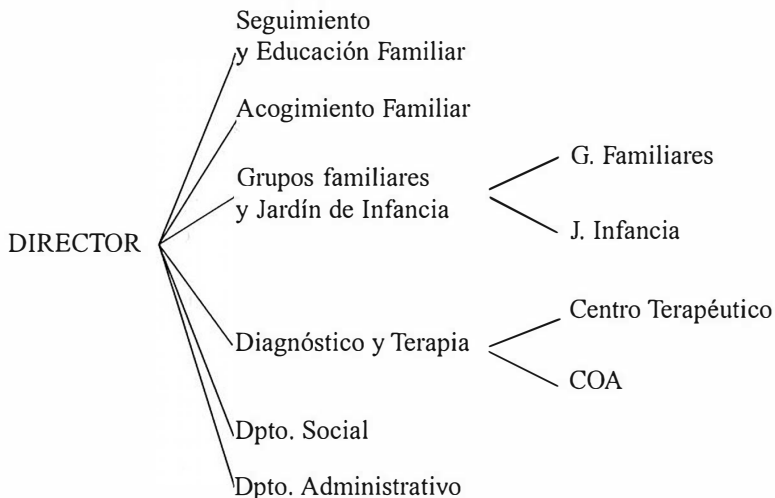 Seguimiento
y Educación Familiar
Acogimiento Familiar
Grupos familiares
y Jardín de Infancia
G. Familiares
J. Infancia
DIRECTOR
Centro Terapéutico
Diagnóstico y Terapia
COA
Dpto. Social
Dpto. Administrativo